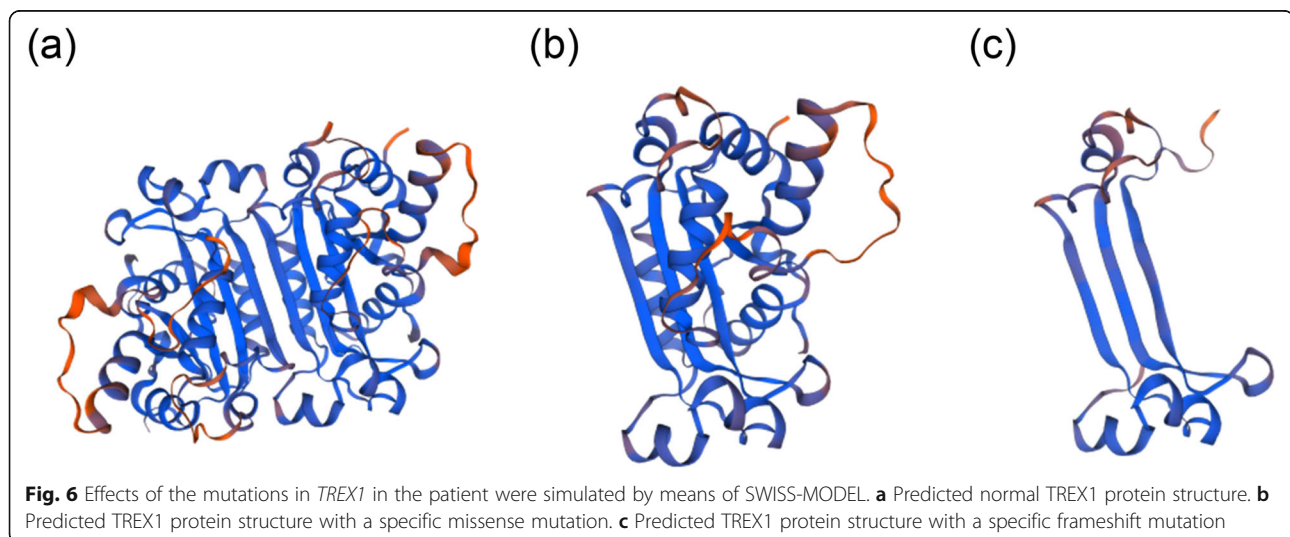 (a)
(b)
(c)
Fig. 6 Effects of the mutations in TREX1 in the patient were simulated by means of SWISS-MODEL. a Predicted normal TREX1 protein structure. b
Predicted TREX1 protein structure with a specific missense mutation. c Predicted TREX1 protein structure with a specific frameshift mutation